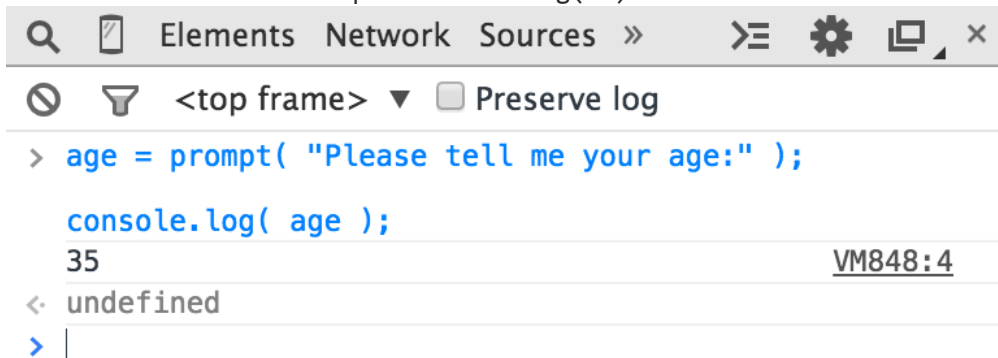 Elements Network Sources »
<top frame> ▼ Preserve log
> age = prompt( "Please tell me your age:" );
console.log( age );
35 VM848:4
<· undefined
>